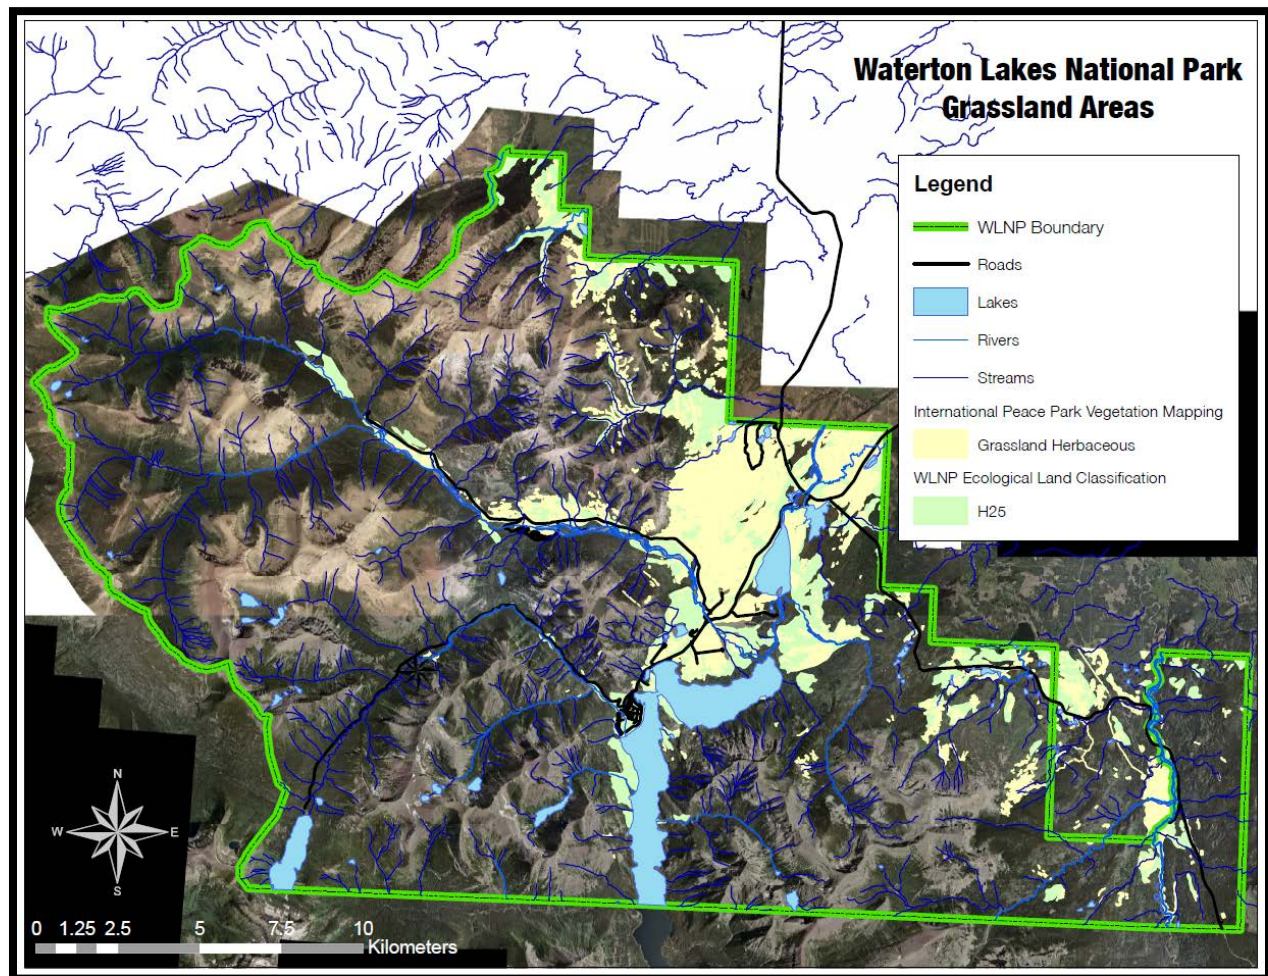 Waterton Lakes National Park
Grassland Areas
Legend
WLNP Boundary
Roads
Lakes
Rivers
Streams
International Peace Park Vegetation Mapping
Grassland Herbaceous
WLNP Ecological Land Classification
H25
N
W E
S
0 1.25 2.5 5 7.5 10
Kilometers